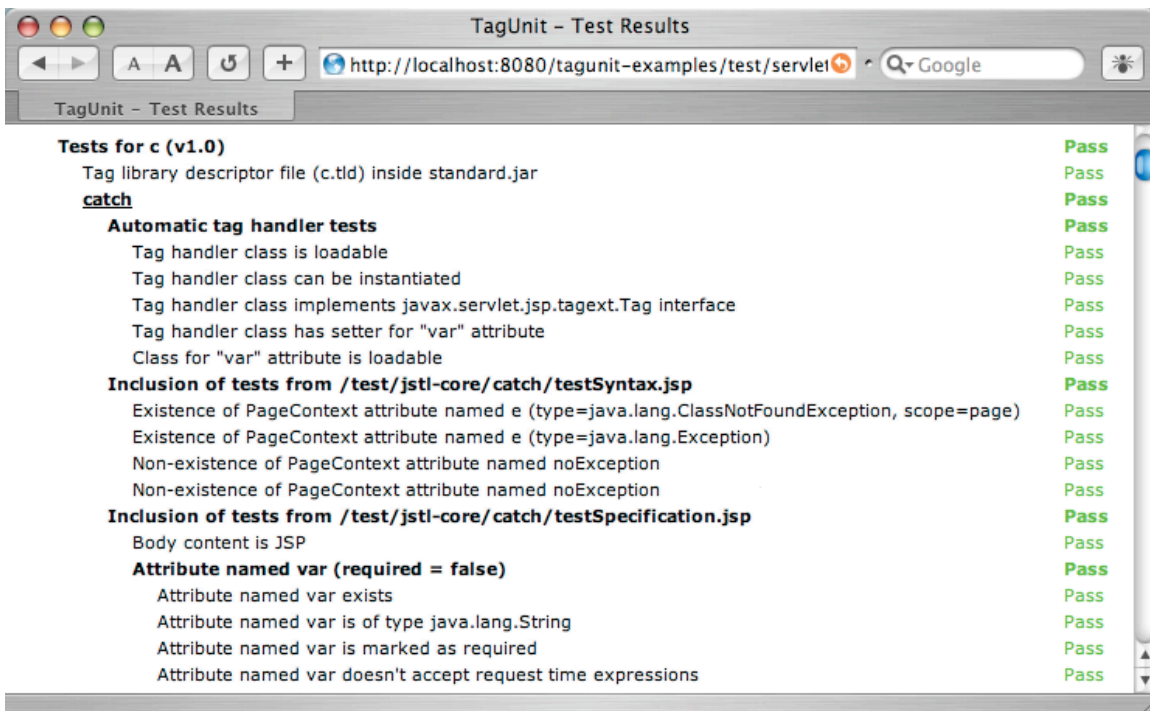 TagUnit – Test Results
A A + http://localhost:8080/tagunit-examples/test/servlet Q Google
TagUnit – Test Results
Tests for c (v1.0) Pass
Tag library descriptor file (c.tld) inside standard.jar Pass
catch Pass
Automatic tag handler tests Pass
Tag handler class is loadable Pass
Tag handler class can be instantiated Pass
Tag handler class implements javax.servlet.jsp.tagext.Tag interface Pass
Tag handler class has setter for "var" attribute Pass
Class for "var" attribute is loadable Pass
Inclusion of tests from /test/jstl-core/catch/testSyntax.jsp Pass
Existence of PageContext attribute named e (type=java.lang.ClassNotFoundException, scope=page) Pass
Existence of PageContext attribute named e (type=java.lang.Exception) Pass
Non-existence of PageContext attribute named noException Pass
Non-existence of PageContext attribute named noException Pass
Inclusion of tests from /test/jstl-core/catch/testSpecification.jsp Pass
Body content is JSP Pass
Attribute named var (required = false) Pass
Attribute named var exists Pass
Attribute named var is of type java.lang.String Pass
Attribute named var is marked as required Pass
Attribute named var doesn't accept request time expressions Pass